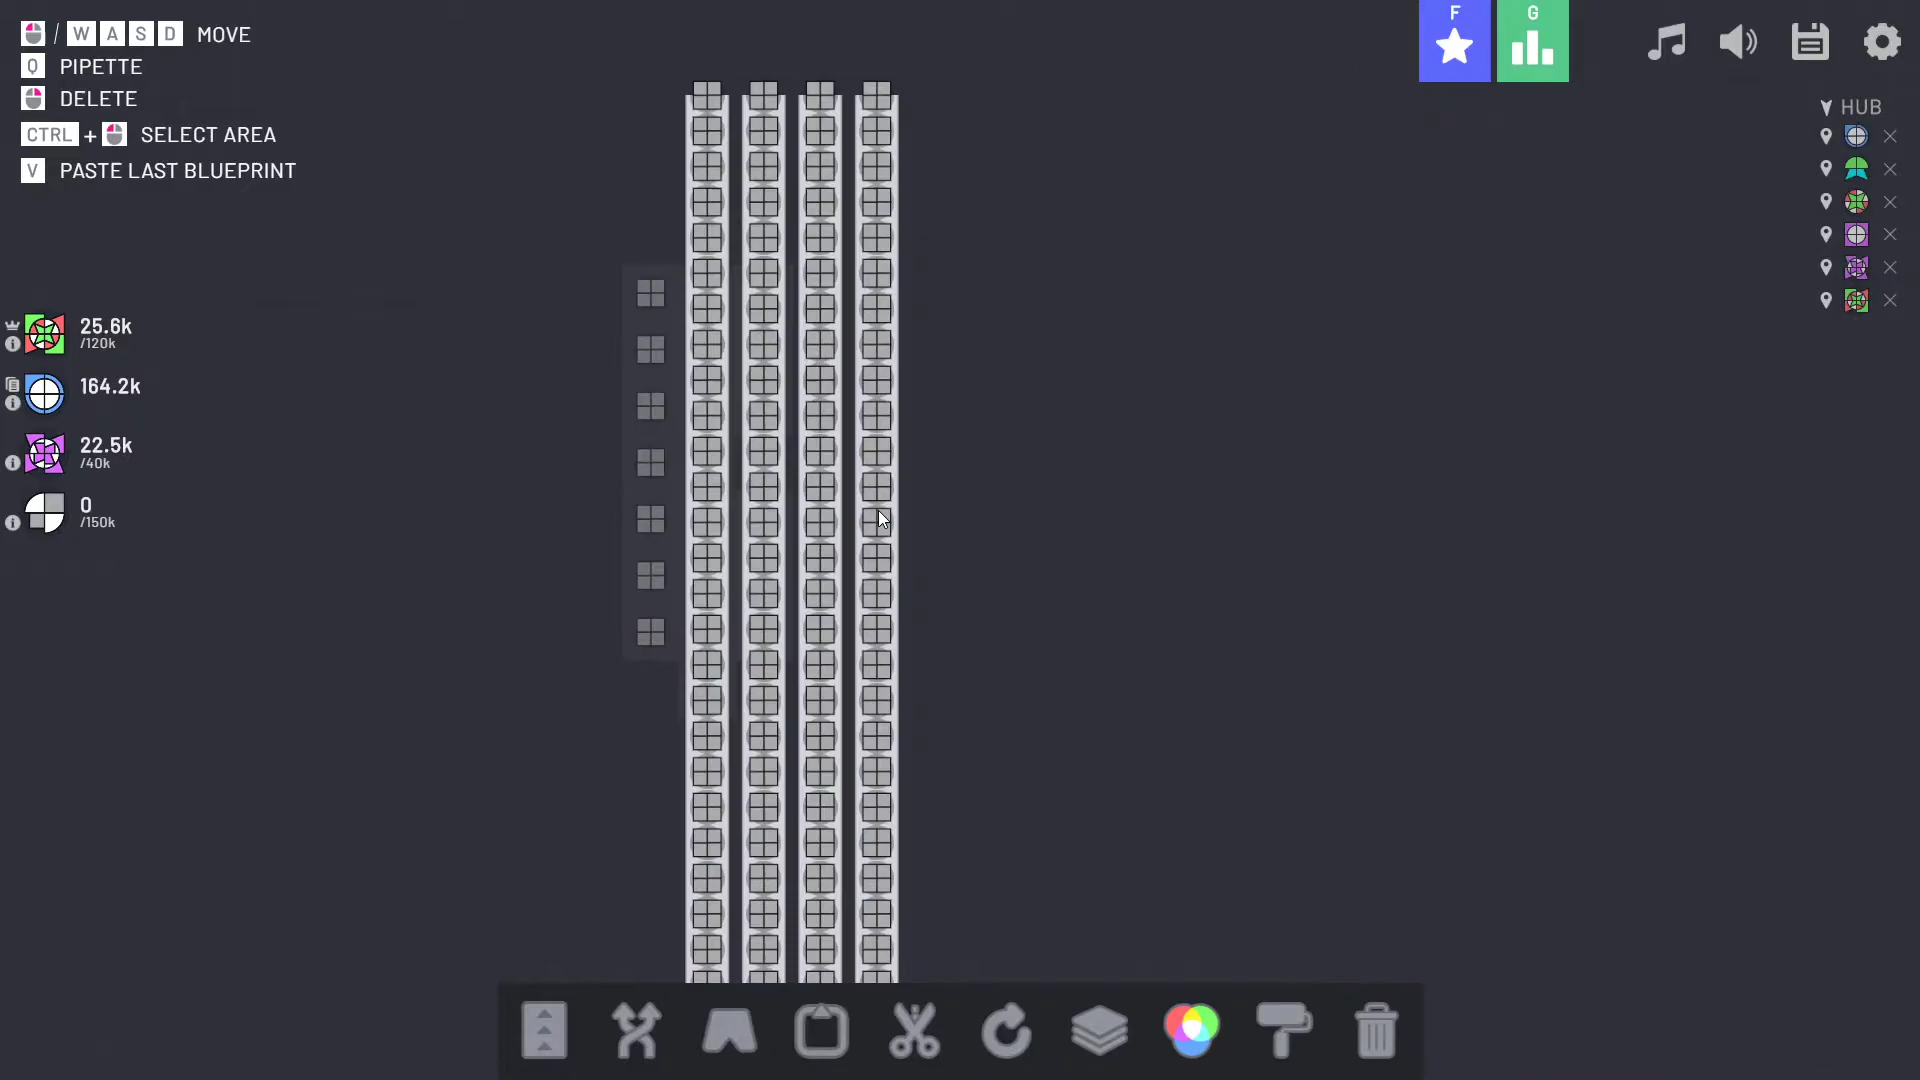 / W A S D MOVE
Q PIPETTE
DELETE
CTRL + SELECT AREA
V PASTE LAST BLUEPRINT
F
G
HUB
25.6k
/120k
164.2k
22.5k
/40k
0
/150k